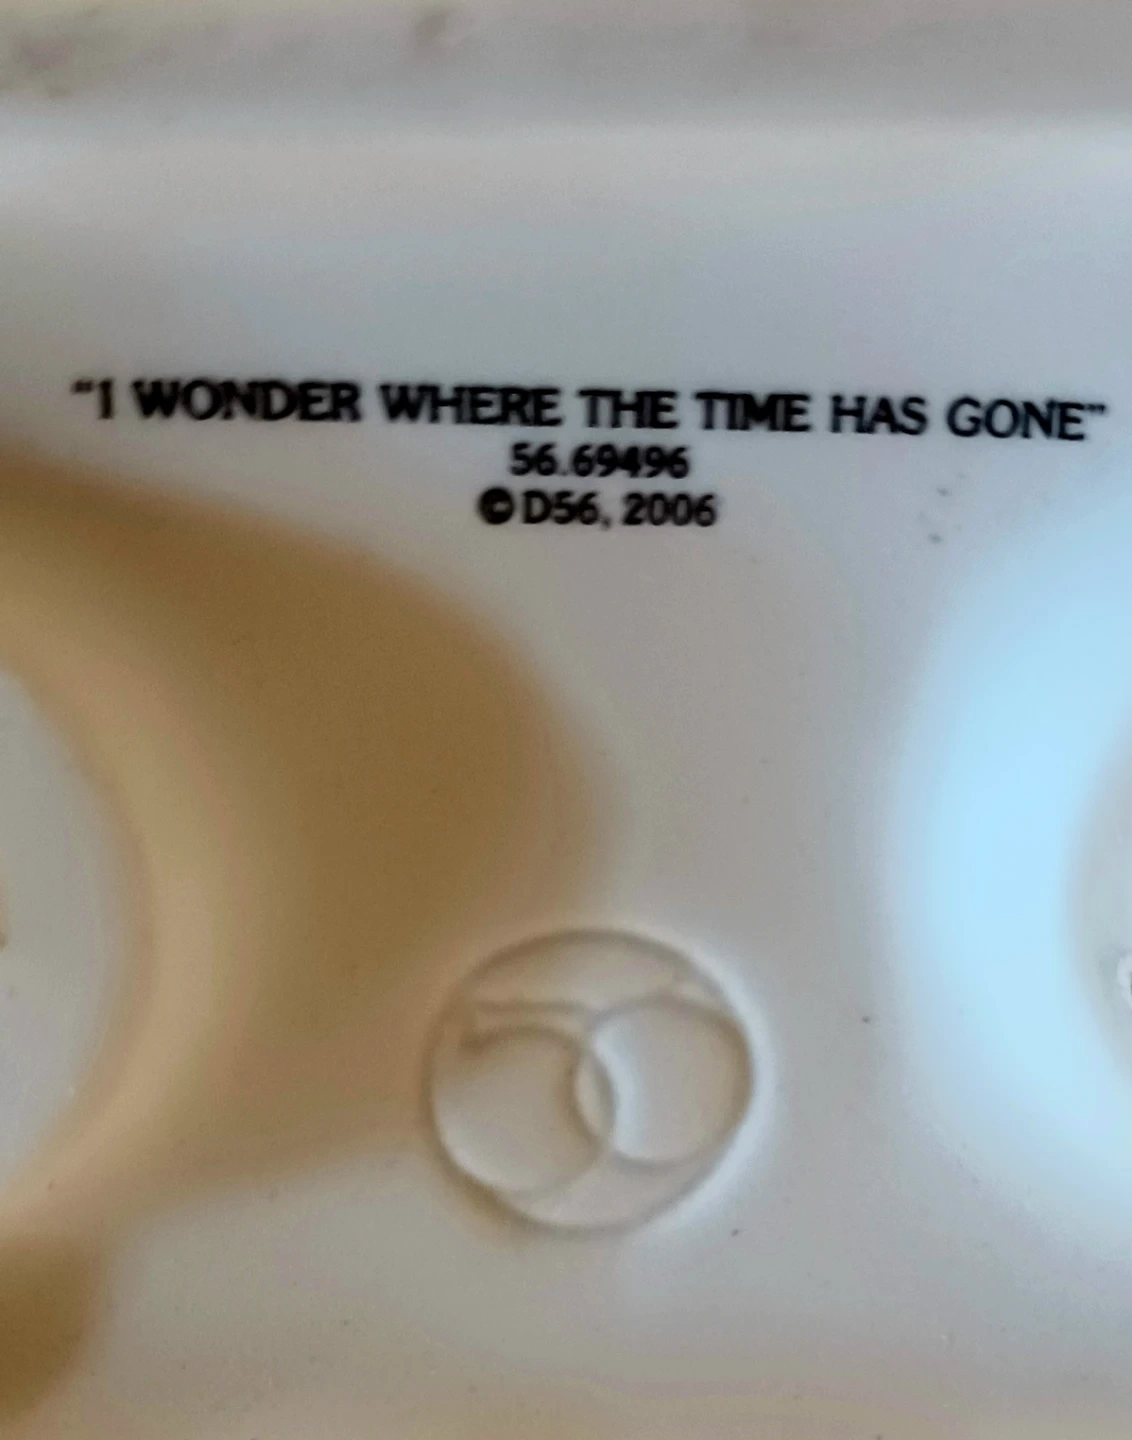 "I WONDER WHERE THE TIME HAS GONE"
56.69496
©D56, 2006